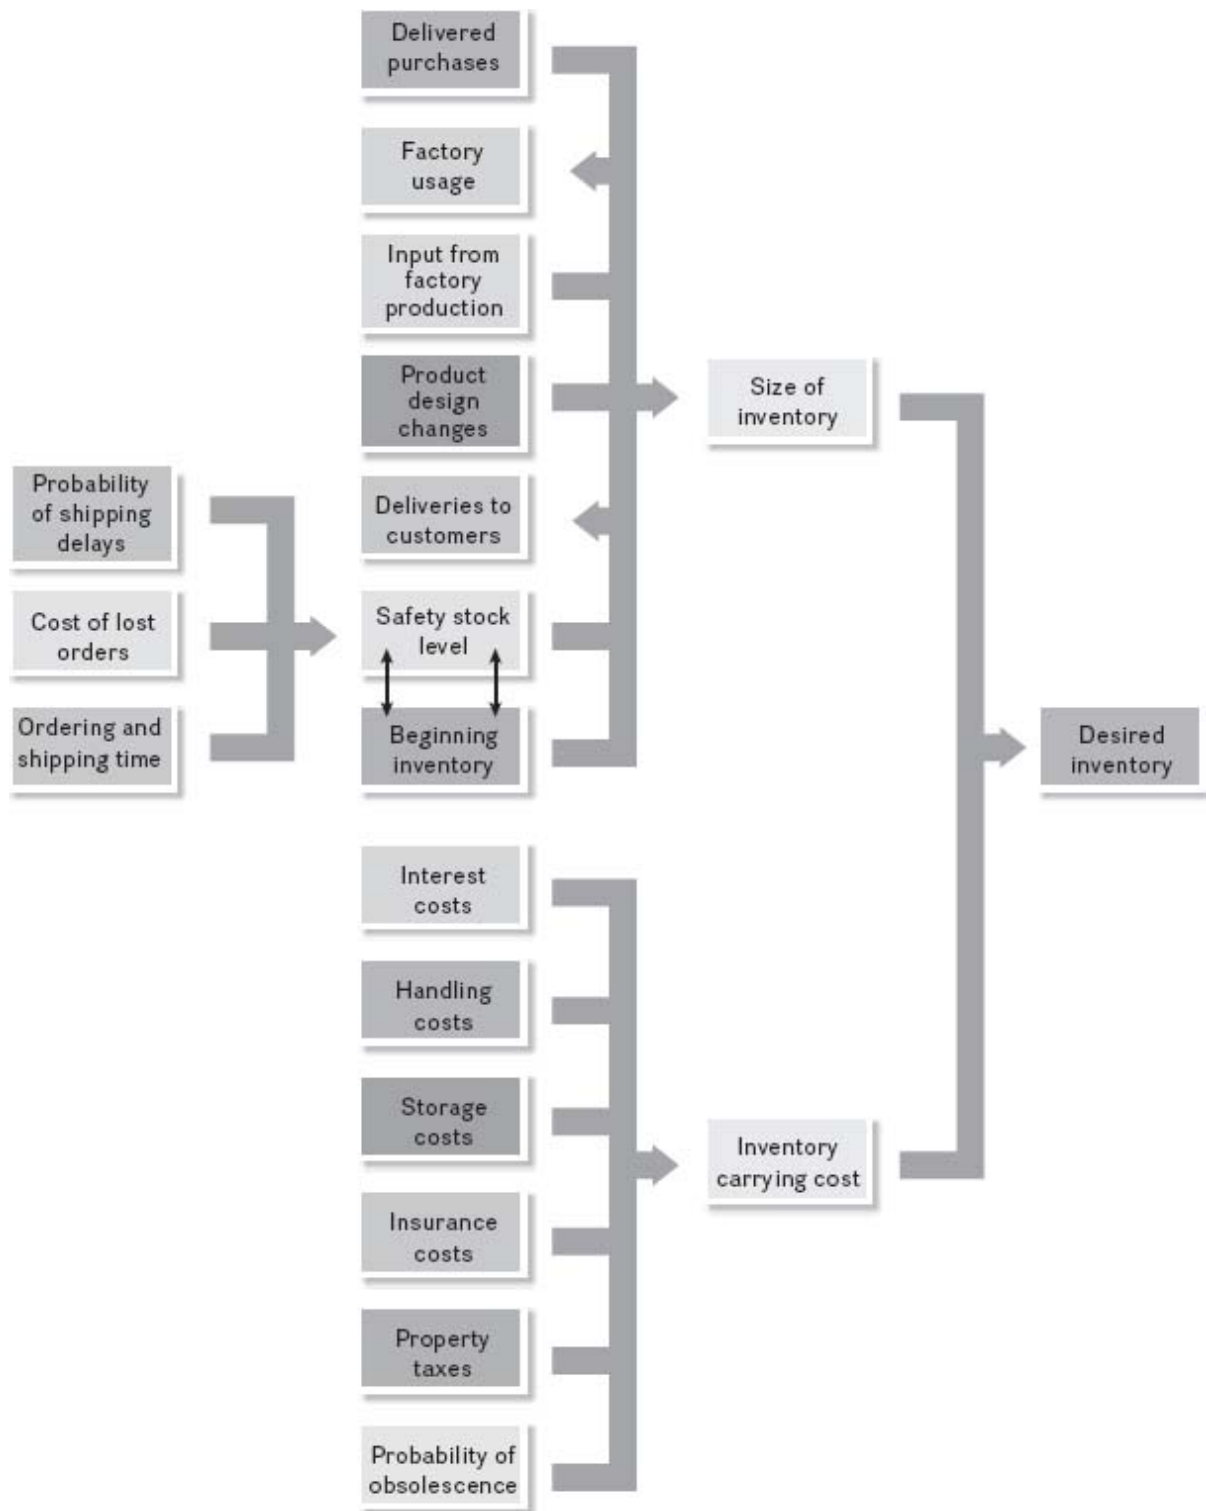 Delivered
purchases
Factory
usage
Input from
factory
production
Product
design
changes
Size of
inventory
Probability
of shipping
delays
Deliveries to
customers
Cost of lost
orders
Safety stock
level
Ordering and
shipping time
Beginning
inventory
Desired
inventory
Interest
costs
Handling
costs
Storage
costs
Inventory
carrying cost
Insurance
costs
Property
taxes
Probability of
obsolescence